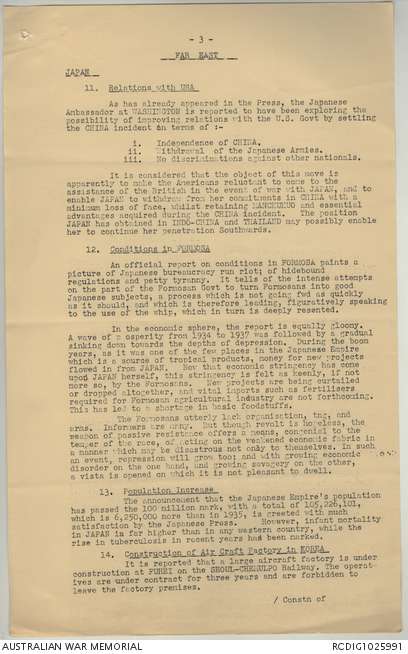 - 3 -
FAR EAST
JAPAN
11. Relations with USA
As has already appeared in the Press, the Japanese
Ambassador at WASHINGTON is reported to have been exploring the
possibility of improving relations with the U.S. Govt by settling
the CHINA incident on terms of :-
i. Independence of CHINA.
ii. Withdrawal of the Japanese Armies.
iii. No discriminations against other nationals.
It is considered that the object of this move is
apparently to make the Americans reluctant to come to the
assistance of the British in the event of war with JAPAN, and to
enable JAPAN to withdraw from her commitments in CHINA with a
minimum loss of face, whilst retaining MANCHUKUO and essential
advantages acquired during the CHINA incident. The position
JAPAN has obtained in INDO-CHINA and THAILAND may possibly enable
her to continue her penetration Southwards.
12. Conditions in FORMOSA
An official report on conditions in FORMOSA paints a
picture of Japanese bureaucracy run riot; of hidebound
regulations and petty tyranny. It tells of the intense attempts
on the part of the Formosan Govt to turn Formosans into good
Japanese subjects, a process which is not going fwd as quickly
as it should, and which is therefore leading, figuratively speaking
to the use of the whip, which in turn is deeply resented.
In the economic sphere, the report is equally gloomy.
A wave of prosperity from 1934 to 1937 was followed by a gradual
sinking down towards the depths of depression. During the boom
years, as it was one of the few places in the Japanese Empire
which is a source of tropical products, money for new projects
flowed in from JAPAN. Now that economic stringency has come
upon JAPAN herself, this stringency is felt as keenly, if not
more so, by the Formosans. New projects are being curtailed
or dropped altogether, and vital imports such as fertilisers
required for Formosan agricultural industry are not forthcoming.
This has led to a shortage in basic foodstuffs.
The Formosans utterly lack organisation, tng, and
arms. Informers are many. But though revolt is hopeless, the
weapon of passive resistance offers a means, congenial to the
temper of the race, of acting on the weakened economic fabric in
a manner which may be disastrous not only to themselves. In such
an event, repression will grow too; and with growing economic
disorder on the one hand, and growing savagery on the other,
a vista is opened on which it is not pleasant to dwell.
13. Population Increase
The announcement that the Japanese Empire's population
has passed the 100 million mark, with a total of 105,226,101,
which is 6,250,000 more than in 1935, is greeted with much
satisfaction by the Japanese Press. However, infant mortality
in JAPAN is far higher than in any western country, while the
rise in tuberculosis in recent years had been marked.
14. Construction of Air Craft Factory in KOREA
It is reported that a large aircraft factory is under
construction at FUHEI on the SEOUL-CHEMULPO Railway. The operat-
ives are under contract for three years and are forbidden to
leave the factory premises.
/ Constn of
AUSTRALIAN WAR MEMORIAL
RCDIG1025991